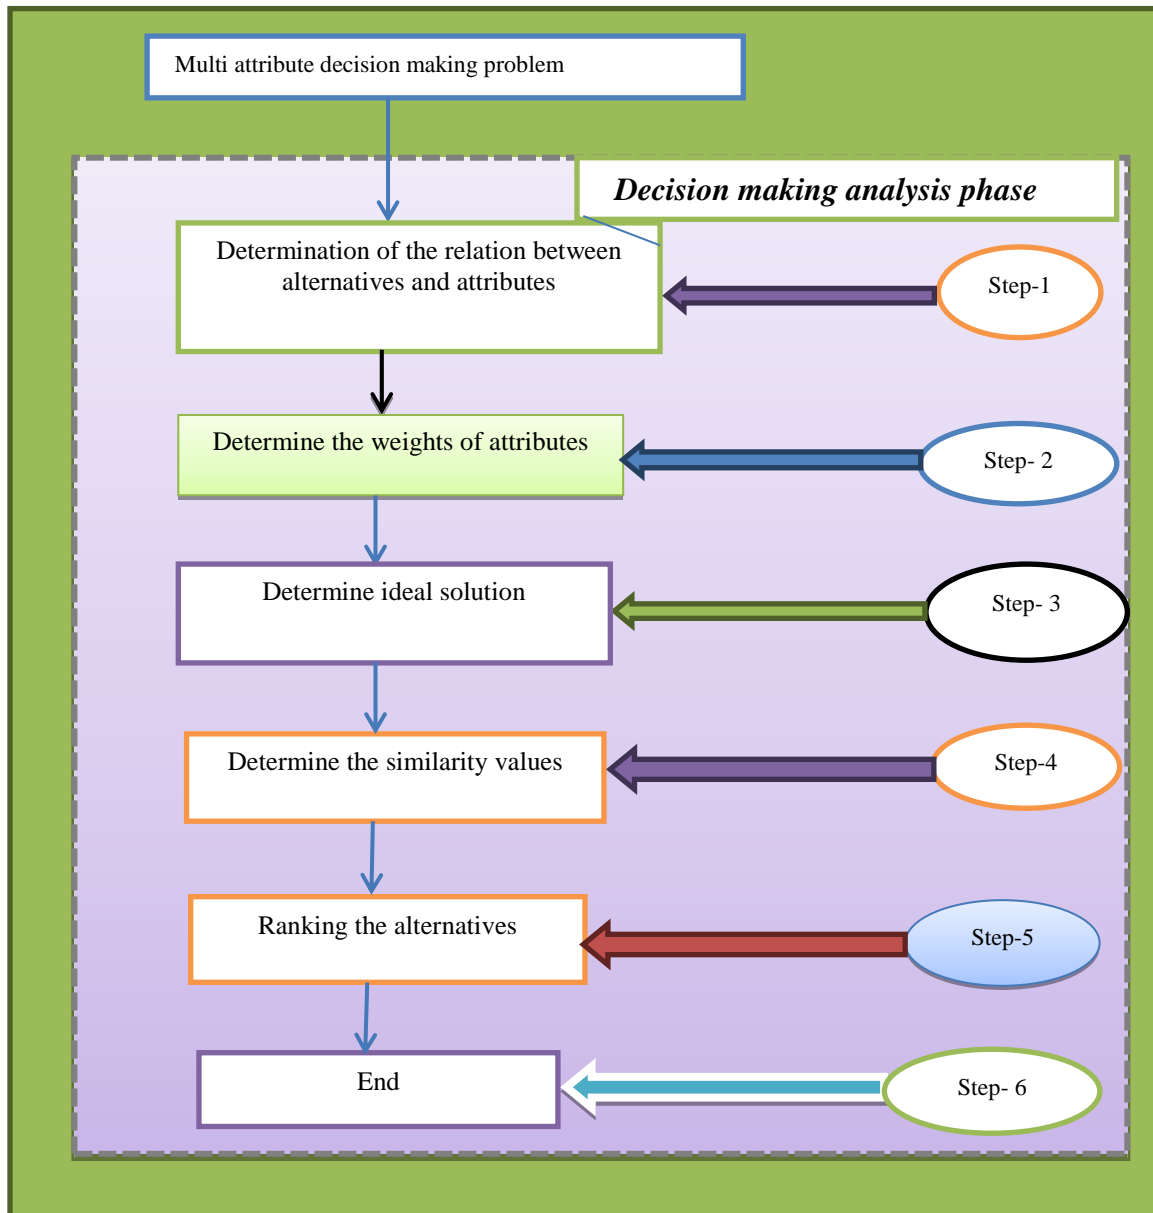 Multi attribute decision making problem
Decision making analysis phase
Determination of the relation between
alternatives and attributes
Step-1
Determine the weights of attributes
Step- 2
Determine ideal solution
Step- 3
Determine the similarity values
Step-4
Ranking the alternatives
Step-5
End
Step- 6